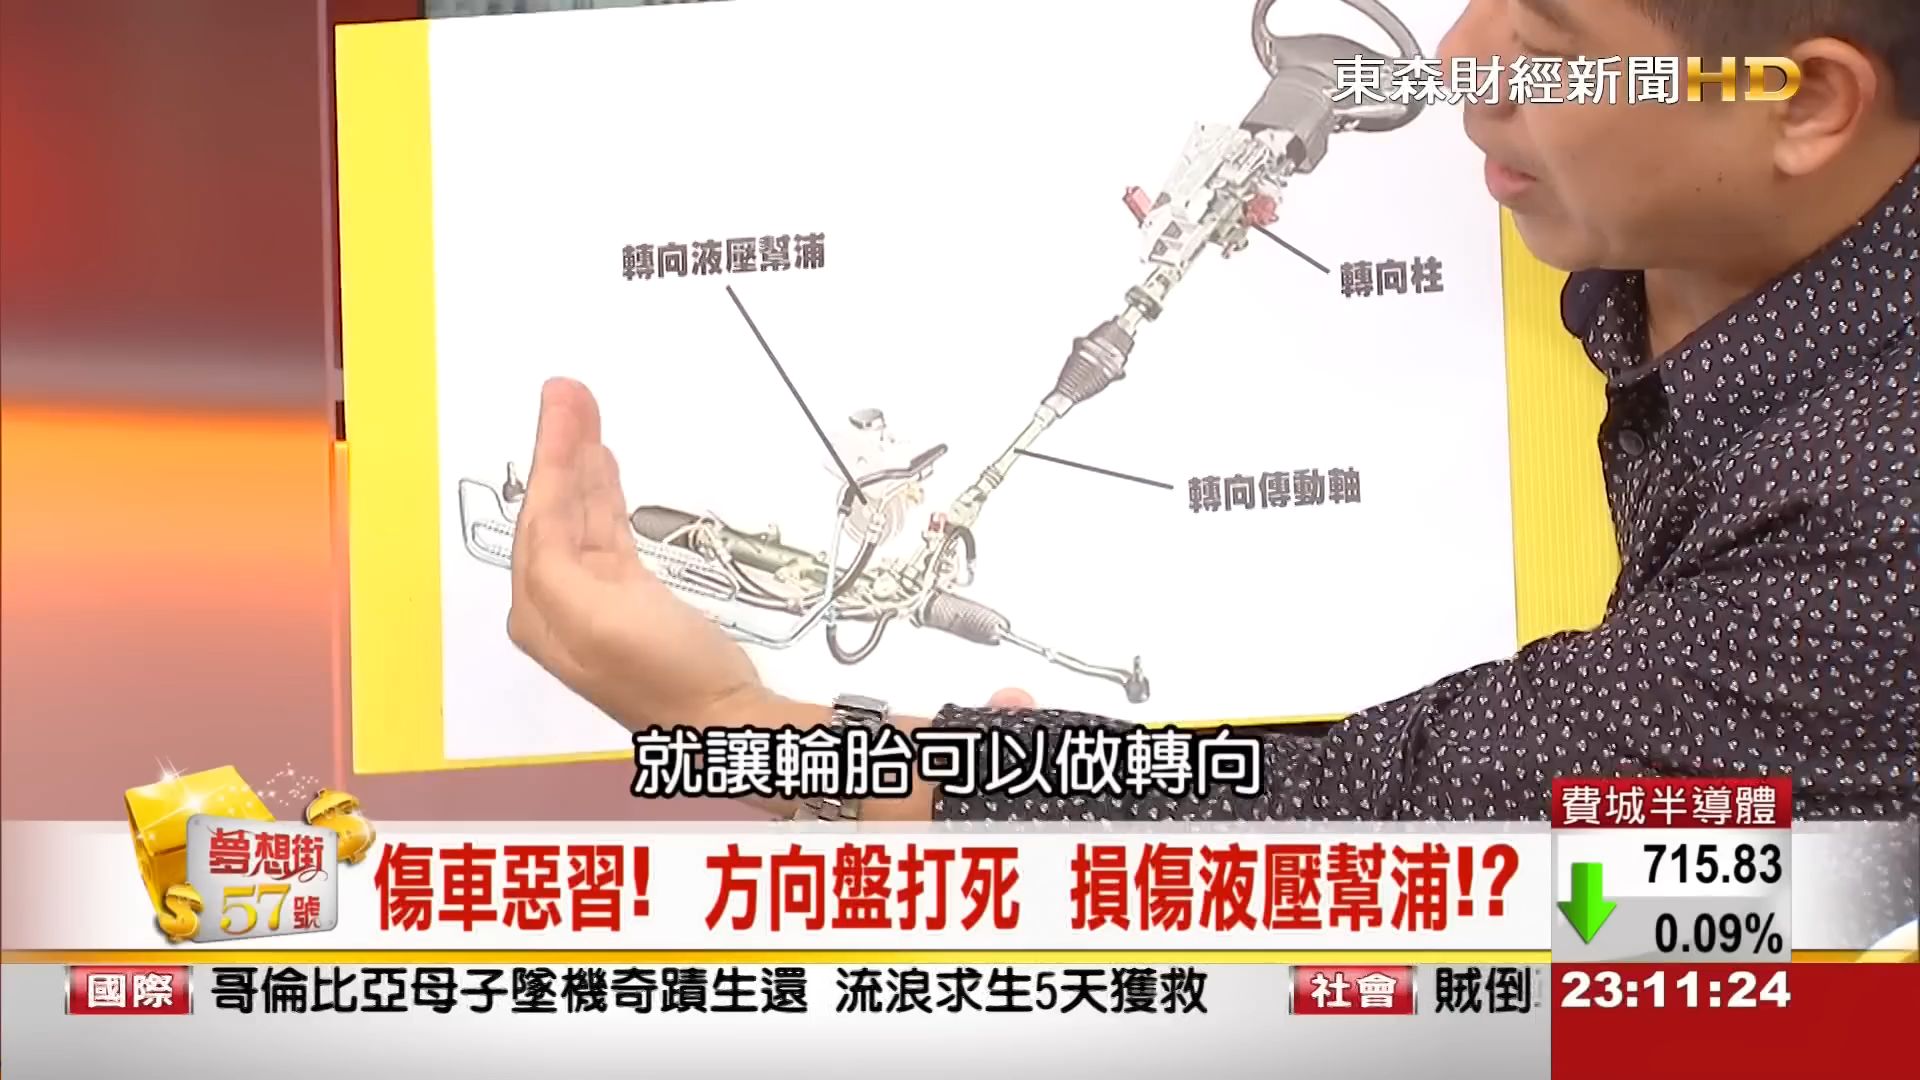 東森財經新聞HD
轉向液壓幫浦
轉向柱
轉向傳動軸
就讓輪胎可以做轉向
夢想街
57號
傷車惡習! 方向盤打死 損傷液壓幫浦!?
費城半導體
715.83
0.09%
國際 哥倫比亞母子墜機奇蹟生還 流浪求生5天獲救 社會 賊倒
23:11:24